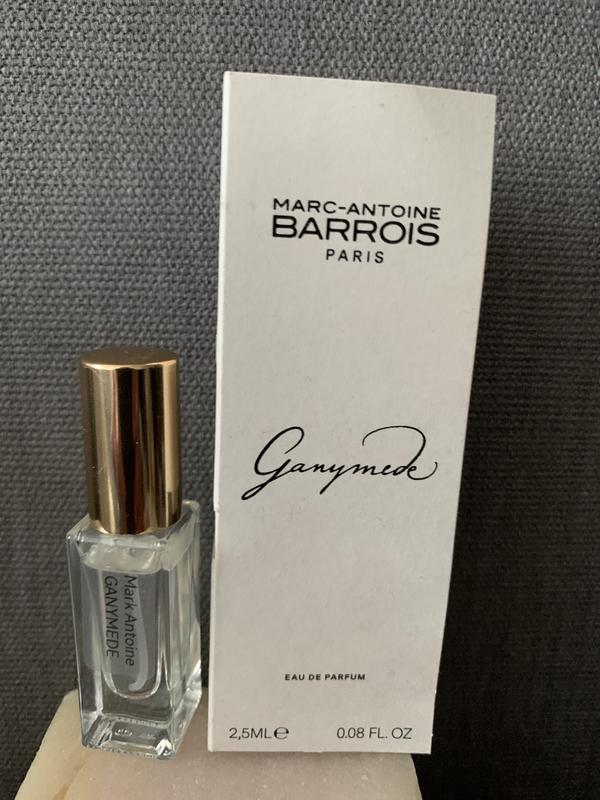 MARC-ANTOINE
BARROIS
PARIS
Ganymede
EAU DE PARFUM
2,5ML℮ 0.08 FL. OZ
Mark Antoine
GANYMEDE